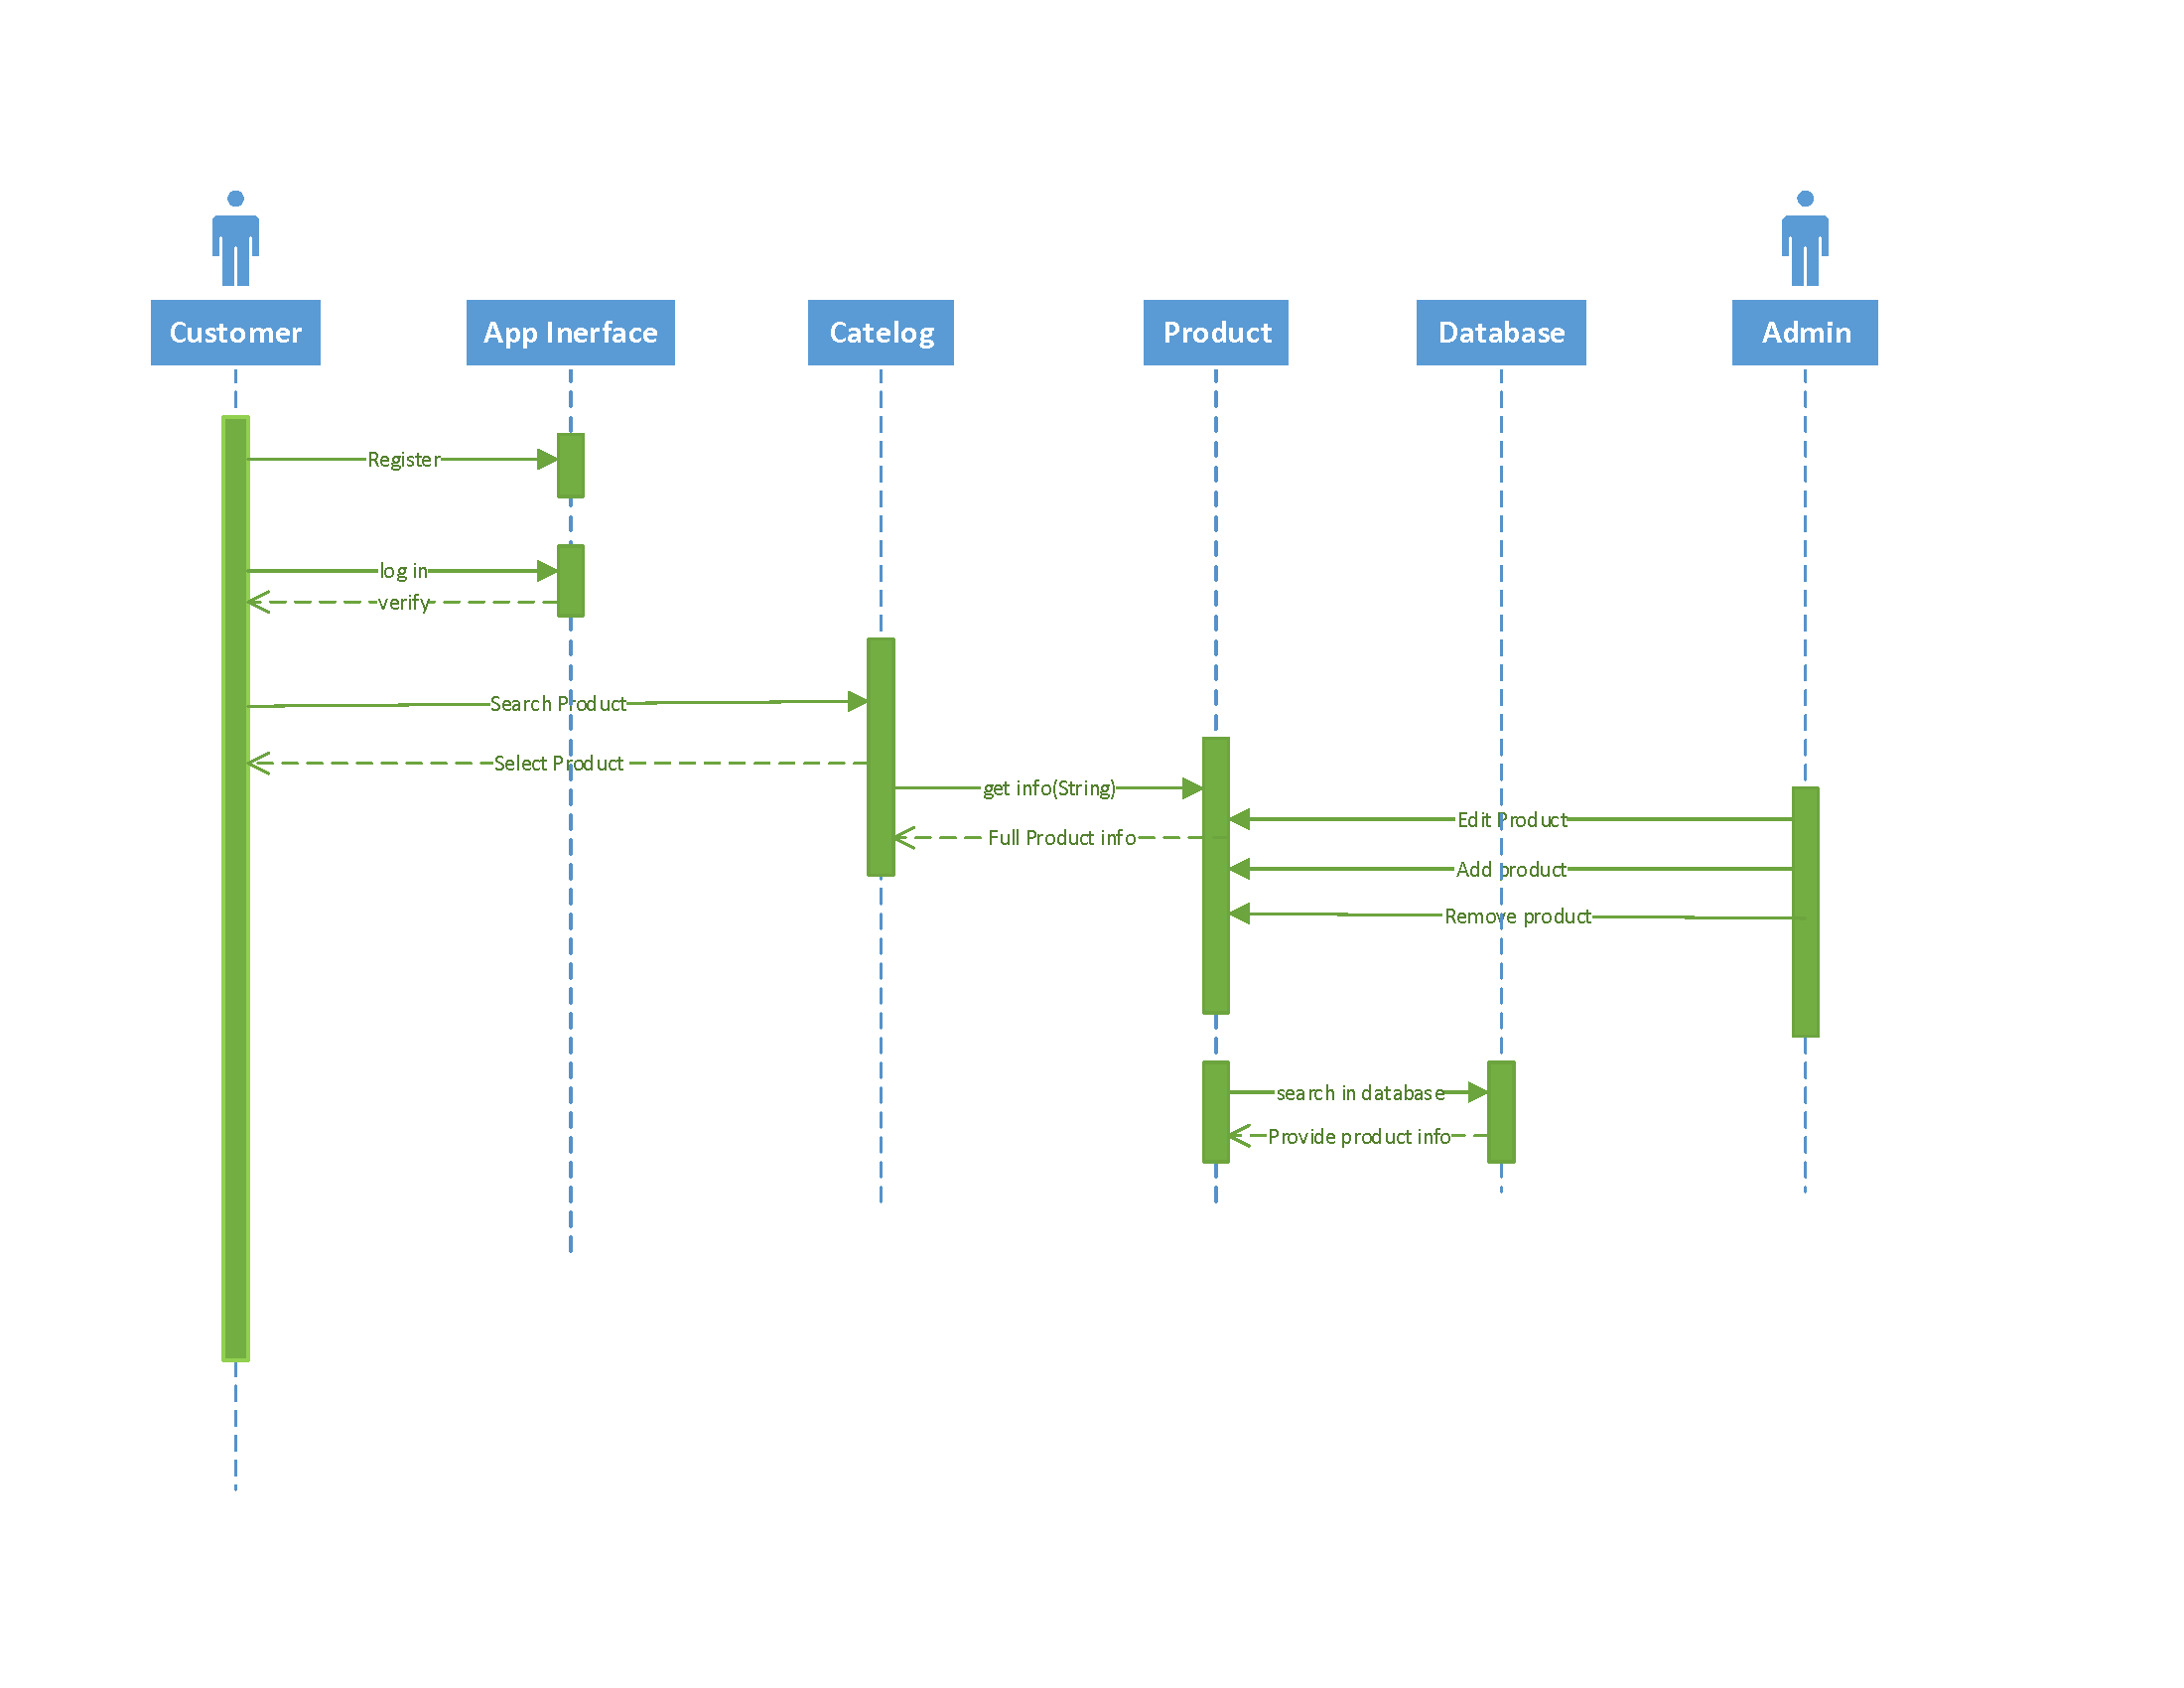 Customer
App Inerface
Catelog
Product
Database
Admin
Register
log in
verify
Search Product
Select Product
get info(String)
Edit Product
Full Product info
Add product
Remove product
search in database
Provide product info